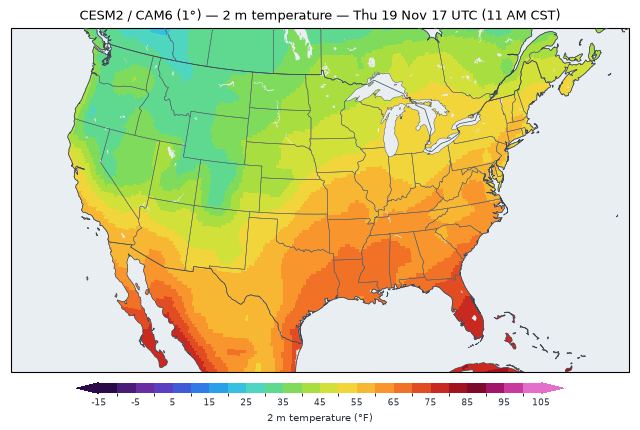 CESM2 / CAM6 (1°) — 2 m temperature — Thu 19 Nov 17 UTC (11 AM CST)
-15 -5 5 15 25 35 45 55 65 75 85 95 105
2 m temperature (°F)